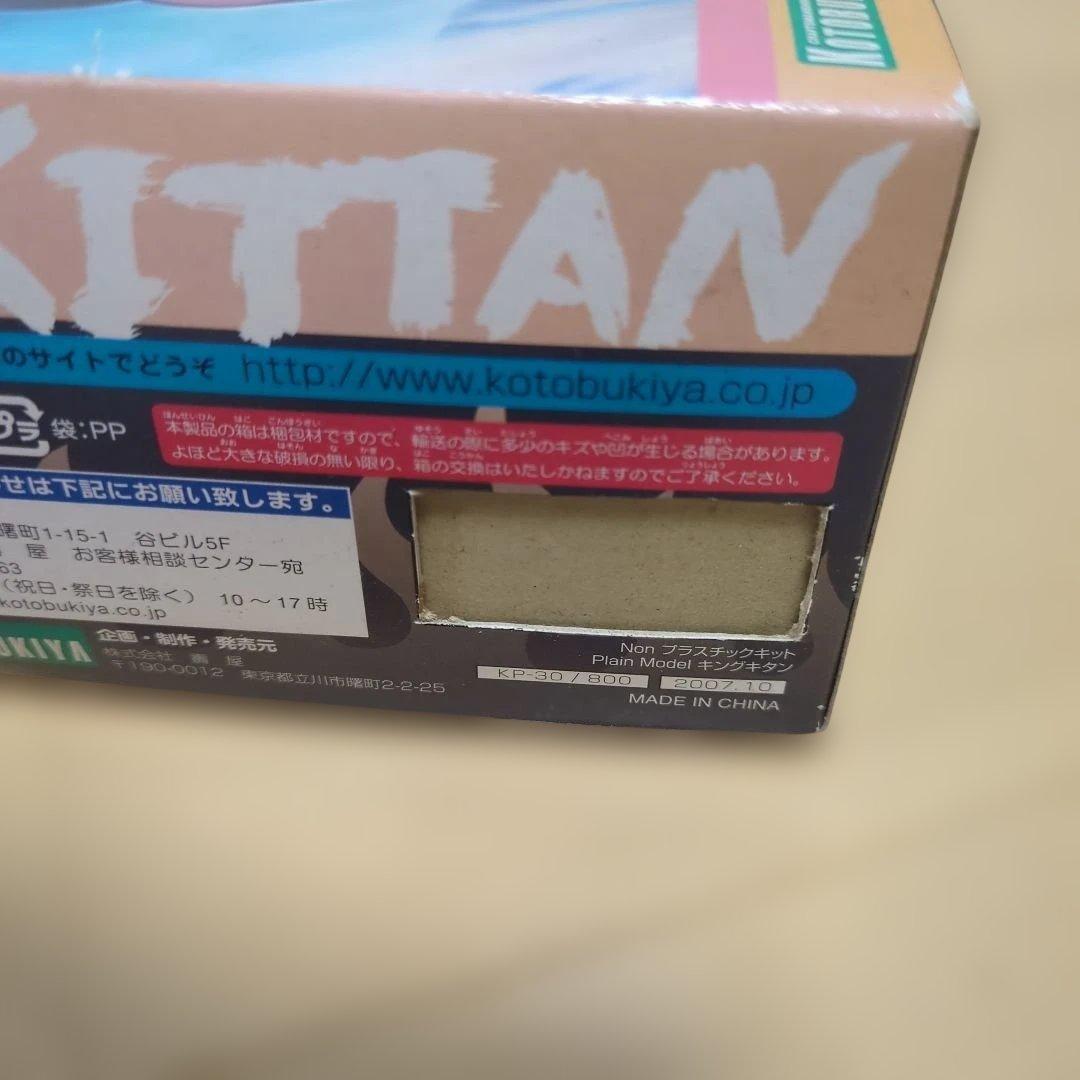 KOTOBU
KITTAN
のサイトでどうぞ http://www.kotobukiya.co.jp
プラ 袋:PP
本製品の箱は梱包材ですので、輸送の際に多少のキズや凹が生じる場合があります。
よほど大きな破損の無い限り、箱の交換はいたしかねますのでご了承ください。
せは下記にお願い致します。
曙町1-15-1 谷ビル5F
屋 お客様相談センター宛
63
(祝日・祭日を除く) 10~17時
kotobukiya.co.jp
UKIYA 企画・制作・発売元
株式会社 壽 屋
〒190-0012 東京都立川市曙町2-2-25
Non プラスチックキット
Plain Model キングキタン
KP-30 / 800 2007.10
MADE IN CHINA